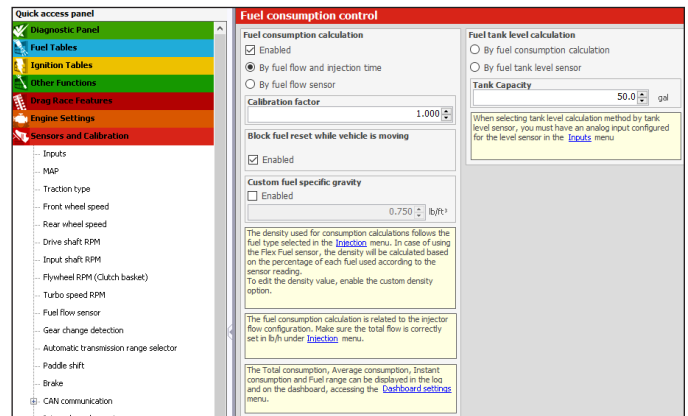 Quick access panel
Diagnostic Panel
Fuel Tables
Ignition Tables
Other Functions
Drag Race Features
Engine Settings
Sensors and Calibration
Inputs
MAP
Traction type
Front wheel speed
Rear wheel speed
Drive shaft RPM
Input shaft RPM
Flywheel RPM (Clutch basket)
Turbo speed RPM
Fuel flow sensor
Gear change detection
Automatic transmission range selector
Paddle shift
Brake
CAN communication
Fuel consumption control
Fuel consumption calculation
Enabled
By fuel flow and injection time
By fuel flow sensor
Calibration factor
1.000
Block fuel reset while vehicle is moving
Enabled
Custom fuel specific gravity
Enabled
0.750 lb/ft³
The density used for consumption calculations follows the
fuel type selected in the Injection menu. In case of using
the Flex Fuel sensor, the density will be calculated based
on the percentage of each fuel used according to the
sensor reading.
To edit the density value, enable the custom density
option.
The fuel consumption calculation is related to the injector
flow configuration. Make sure the total flow is correctly
set in lb/h under Injection menu.
The Total consumption, Average consumption, Instant
consumption and Fuel range can be displayed in the log
and on the dashboard, accessing the Dashboard settings
menu.
Fuel tank level calculation
By fuel consumption calculation
By fuel tank level sensor
Tank Capacity
50.0 gal
When selecting tank level calculation method by tank
level sensor, you must have an analog input configured
for the level sensor in the Inputs menu